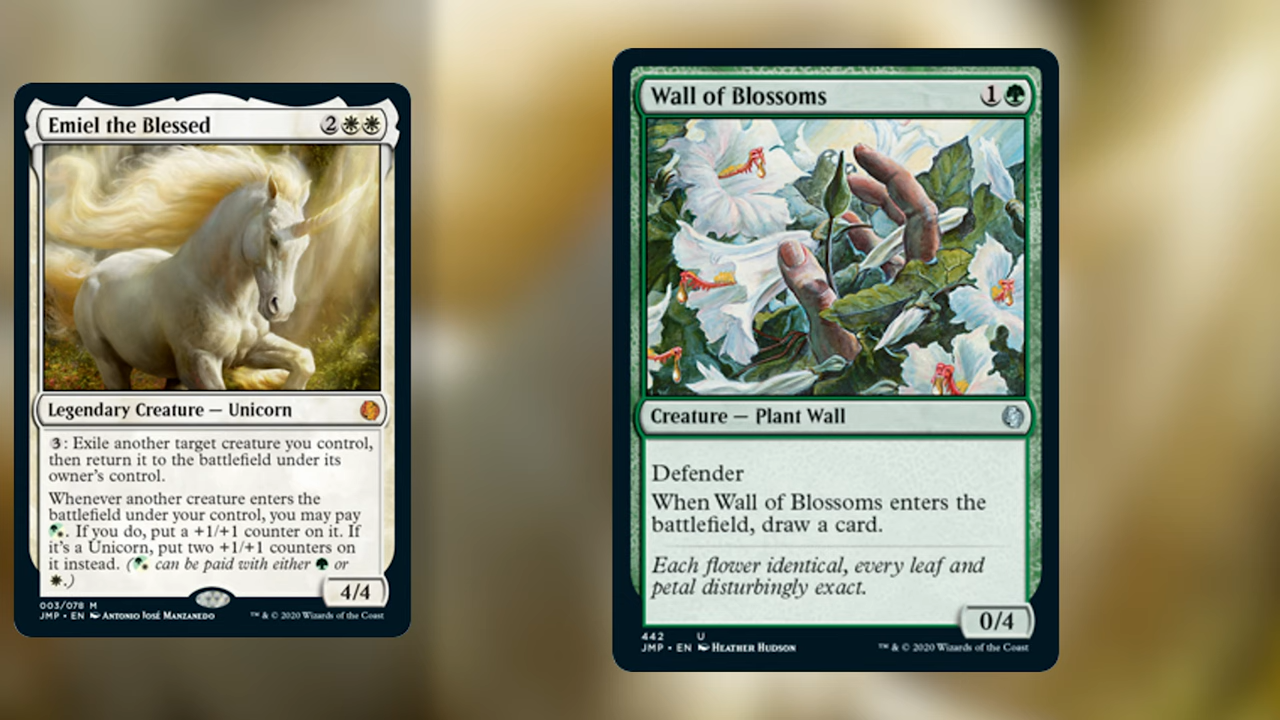 Emiel the Blessed 2
Legendary Creature — Unicorn
3: Exile another target creature you control,
then return it to the battlefield under its
owner's control.
Whenever another creature enters the
battlefield under your control, you may pay
. If you do, put a +1/+1 counter on it. If
it's a Unicorn, put two +1/+1 counters on
it instead. ( can be paid with either or
.)
4/4
003/078 M
JMP • EN Antonio José Manzanedo ™ & © 2020 Wizards of the Coast
Wall of Blossoms 1
Creature — Plant Wall
Defender
When Wall of Blossoms enters the
battlefield, draw a card.
Each flower identical, every leaf and
petal disturbingly exact.
0/4
442 U
JMP • EN Heather Hudson ™ & © 2020 Wizards of the Coast